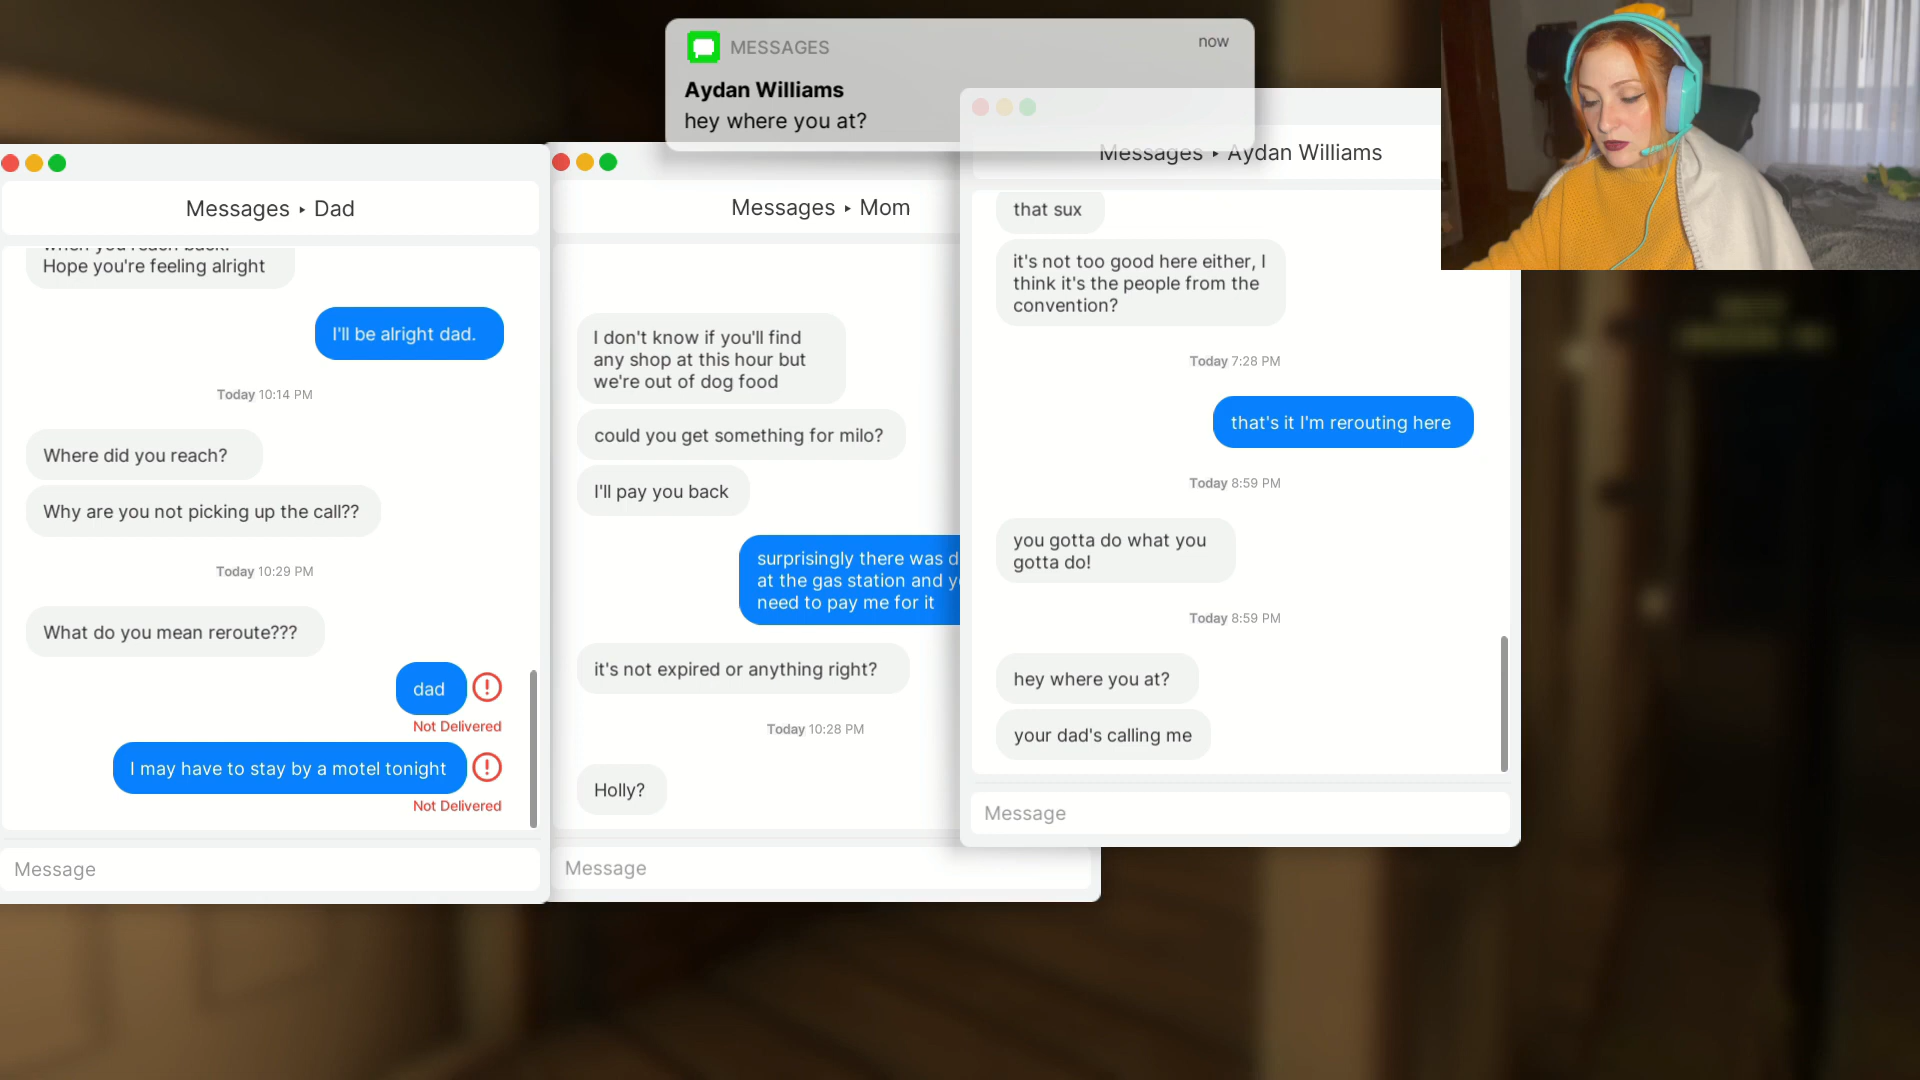 MESSAGES
now
Aydan Williams
hey where you at?
Messages ▸ Dad
when you reach back.
Hope you're feeling alright
I'll be alright dad.
Today 10:14 PM
Where did you reach?
Why are you not picking up the call??
Today 10:29 PM
What do you mean reroute???
dad
Not Delivered
I may have to stay by a motel tonight
Not Delivered
Message
Messages ▸ Mom
I don't know if you'll find
any shop at this hour but
we're out of dog food
could you get something for milo?
I'll pay you back
surprisingly there was
at the gas station and
need to pay me for it
it's not expired or anything right?
Today 10:28 PM
Holly?
Message
Messages ▸ Aydan Williams
that sux
it's not too good here either, I
think it's the people from the
convention?
Today 7:28 PM
that's it I'm rerouting here
Today 8:59 PM
you gotta do what you
gotta do!
Today 8:59 PM
hey where you at?
your dad's calling me
Message